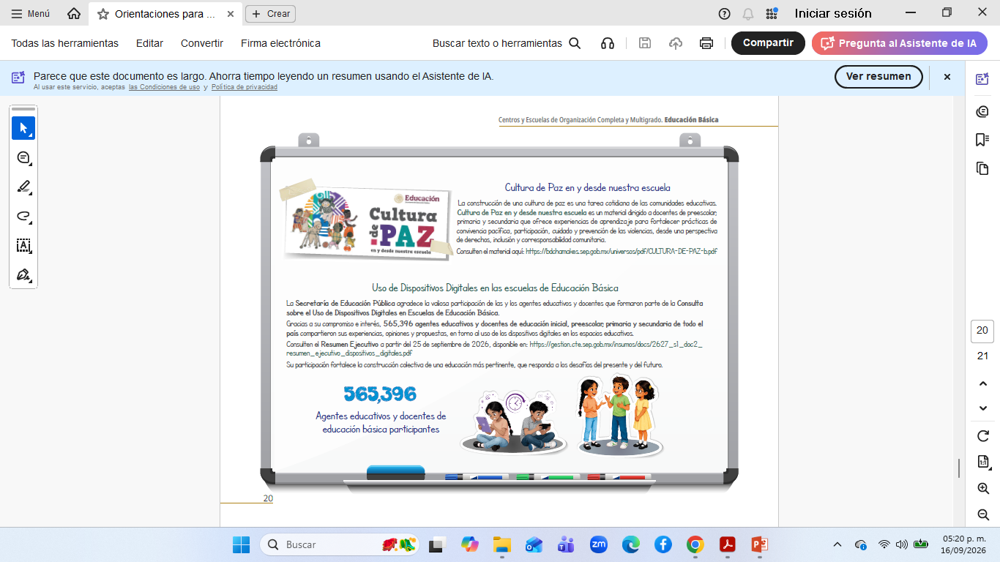 Menú
Orientaciones para ...
Crear
Iniciar sesión
Todas las herramientas
Editar
Convertir
Firma electrónica
Buscar texto o herramientas
Compartir
Pregunta al Asistente de IA
Parece que este documento es largo. Ahorra tiempo leyendo un resumen usando el Asistente de IA.
Al usar este servicio, aceptas las Condiciones de uso y Política de privacidad
Ver resumen
Centros y Escuelas de Organización Completa y Multigrado. Educación Básica
Educación
Cultura
de PAZ
en y desde nuestra escuela
Cultura de Paz en y desde nuestra escuela
La construcción de una cultura de paz es una tarea cotidiana de las comunidades educativas.
Cultura de Paz en y desde nuestra escuela es un material dirigido a docentes de preescolar,
primaria y secundaria que ofrece experiencias de aprendizaje para fortalecer prácticas de
convivencia pacífica, participación, cuidado y prevención de las violencias, desde una perspectiva
de derechos, inclusión y corresponsabilidad comunitaria.
Consulten el material aquí: https://bdchamakes.sep.gob.mx/universos/pdf/CULTURA-DE-PAZ-b.pdf
Uso de Dispositivos Digitales en las escuelas de Educación Básica
La Secretaría de Educación Pública agradece la valiosa participación de las y los agentes educativos y docentes que formaron parte de la Consulta
sobre el Uso de Dispositivos Digitales en Escuelas de Educación Básica.
Gracias a su compromiso e interés, 565,396 agentes educativos y docentes de educación inicial, preescolar, primaria y secundaria de todo el
país compartieron sus experiencias, opiniones y propuestas, en torno al uso de los dispositivos digitales en los espacios educativos.
Consulten el Resumen Ejecutivo a partir del 25 de septiembre de 2026, disponible en: https://gestion.cte.sep.gob.mx/insumos/docs/2627_s1_doc2_
resumen_ejecutivo_dispositivos_digitales.pdf
Su participación fortalece la construcción colectiva de una educación más pertinente, que responda a los desafíos del presente y del futuro.
565,396
Agentes educativos y docentes de
educación básica participantes
20
20
21
1:1
Buscar
zm
05:20 p. m.
16/09/2026